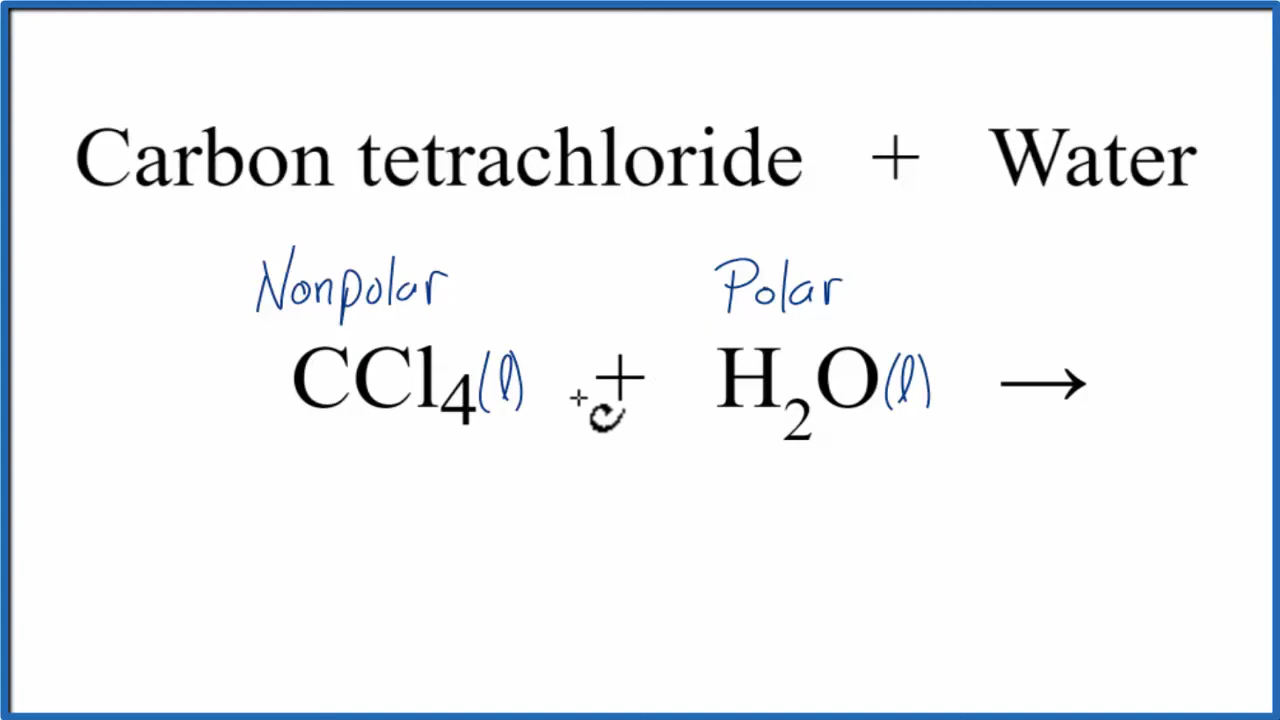 Carbon tetrachloride + Water
Nonpolar Polar
CCl4(l) + H2O(l) →